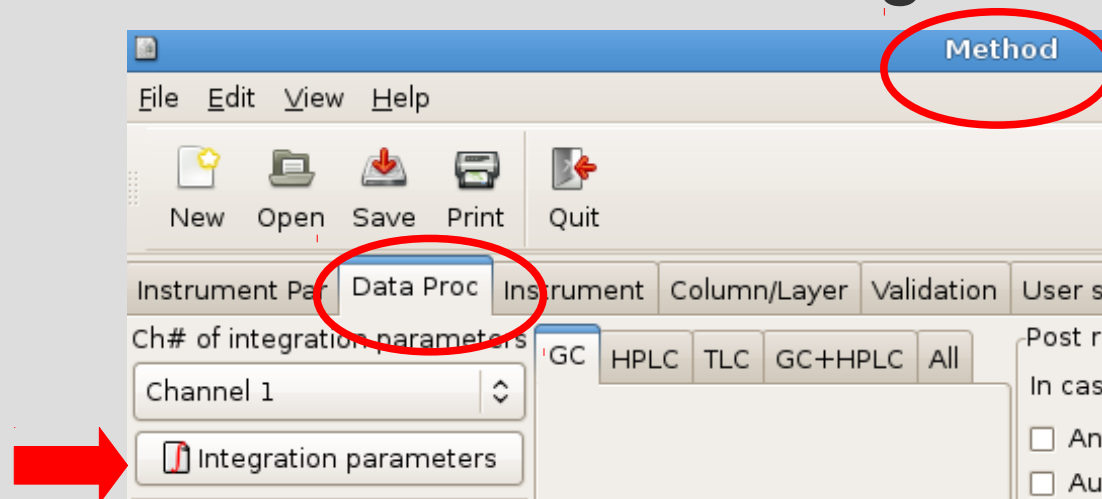 Method
File Edit View Help
New Open Save Print Quit
Instrument Par Data Proc Instrument Column/Layer Validation User s
Ch# of integration parameters
GC HPLC TLC GC+HPLC All
Post r
Channel 1
In cas
Integration parameters
An
Au